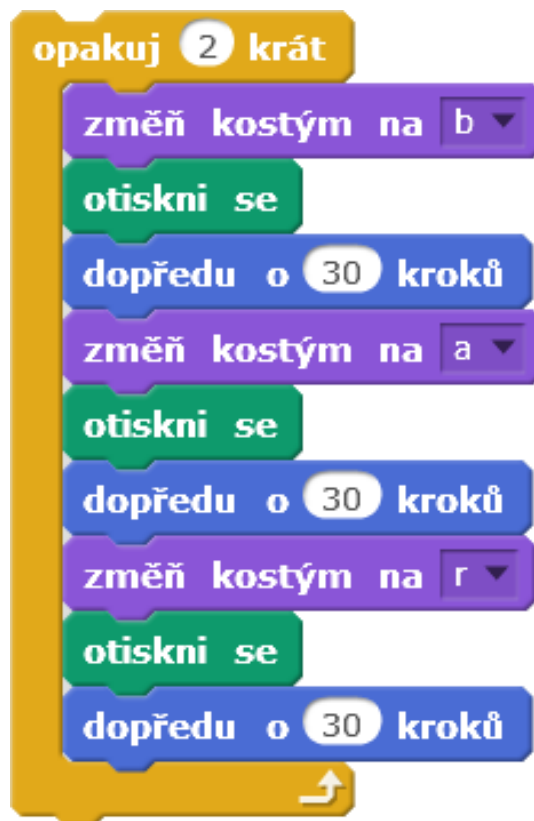 opakuj 2 krát
změň kostým na b
otiskni se
dopředu o 30 kroků
změň kostým na a
otiskni se
dopředu o 30 kroků
změň kostým na r
otiskni se
dopředu o 30 kroků